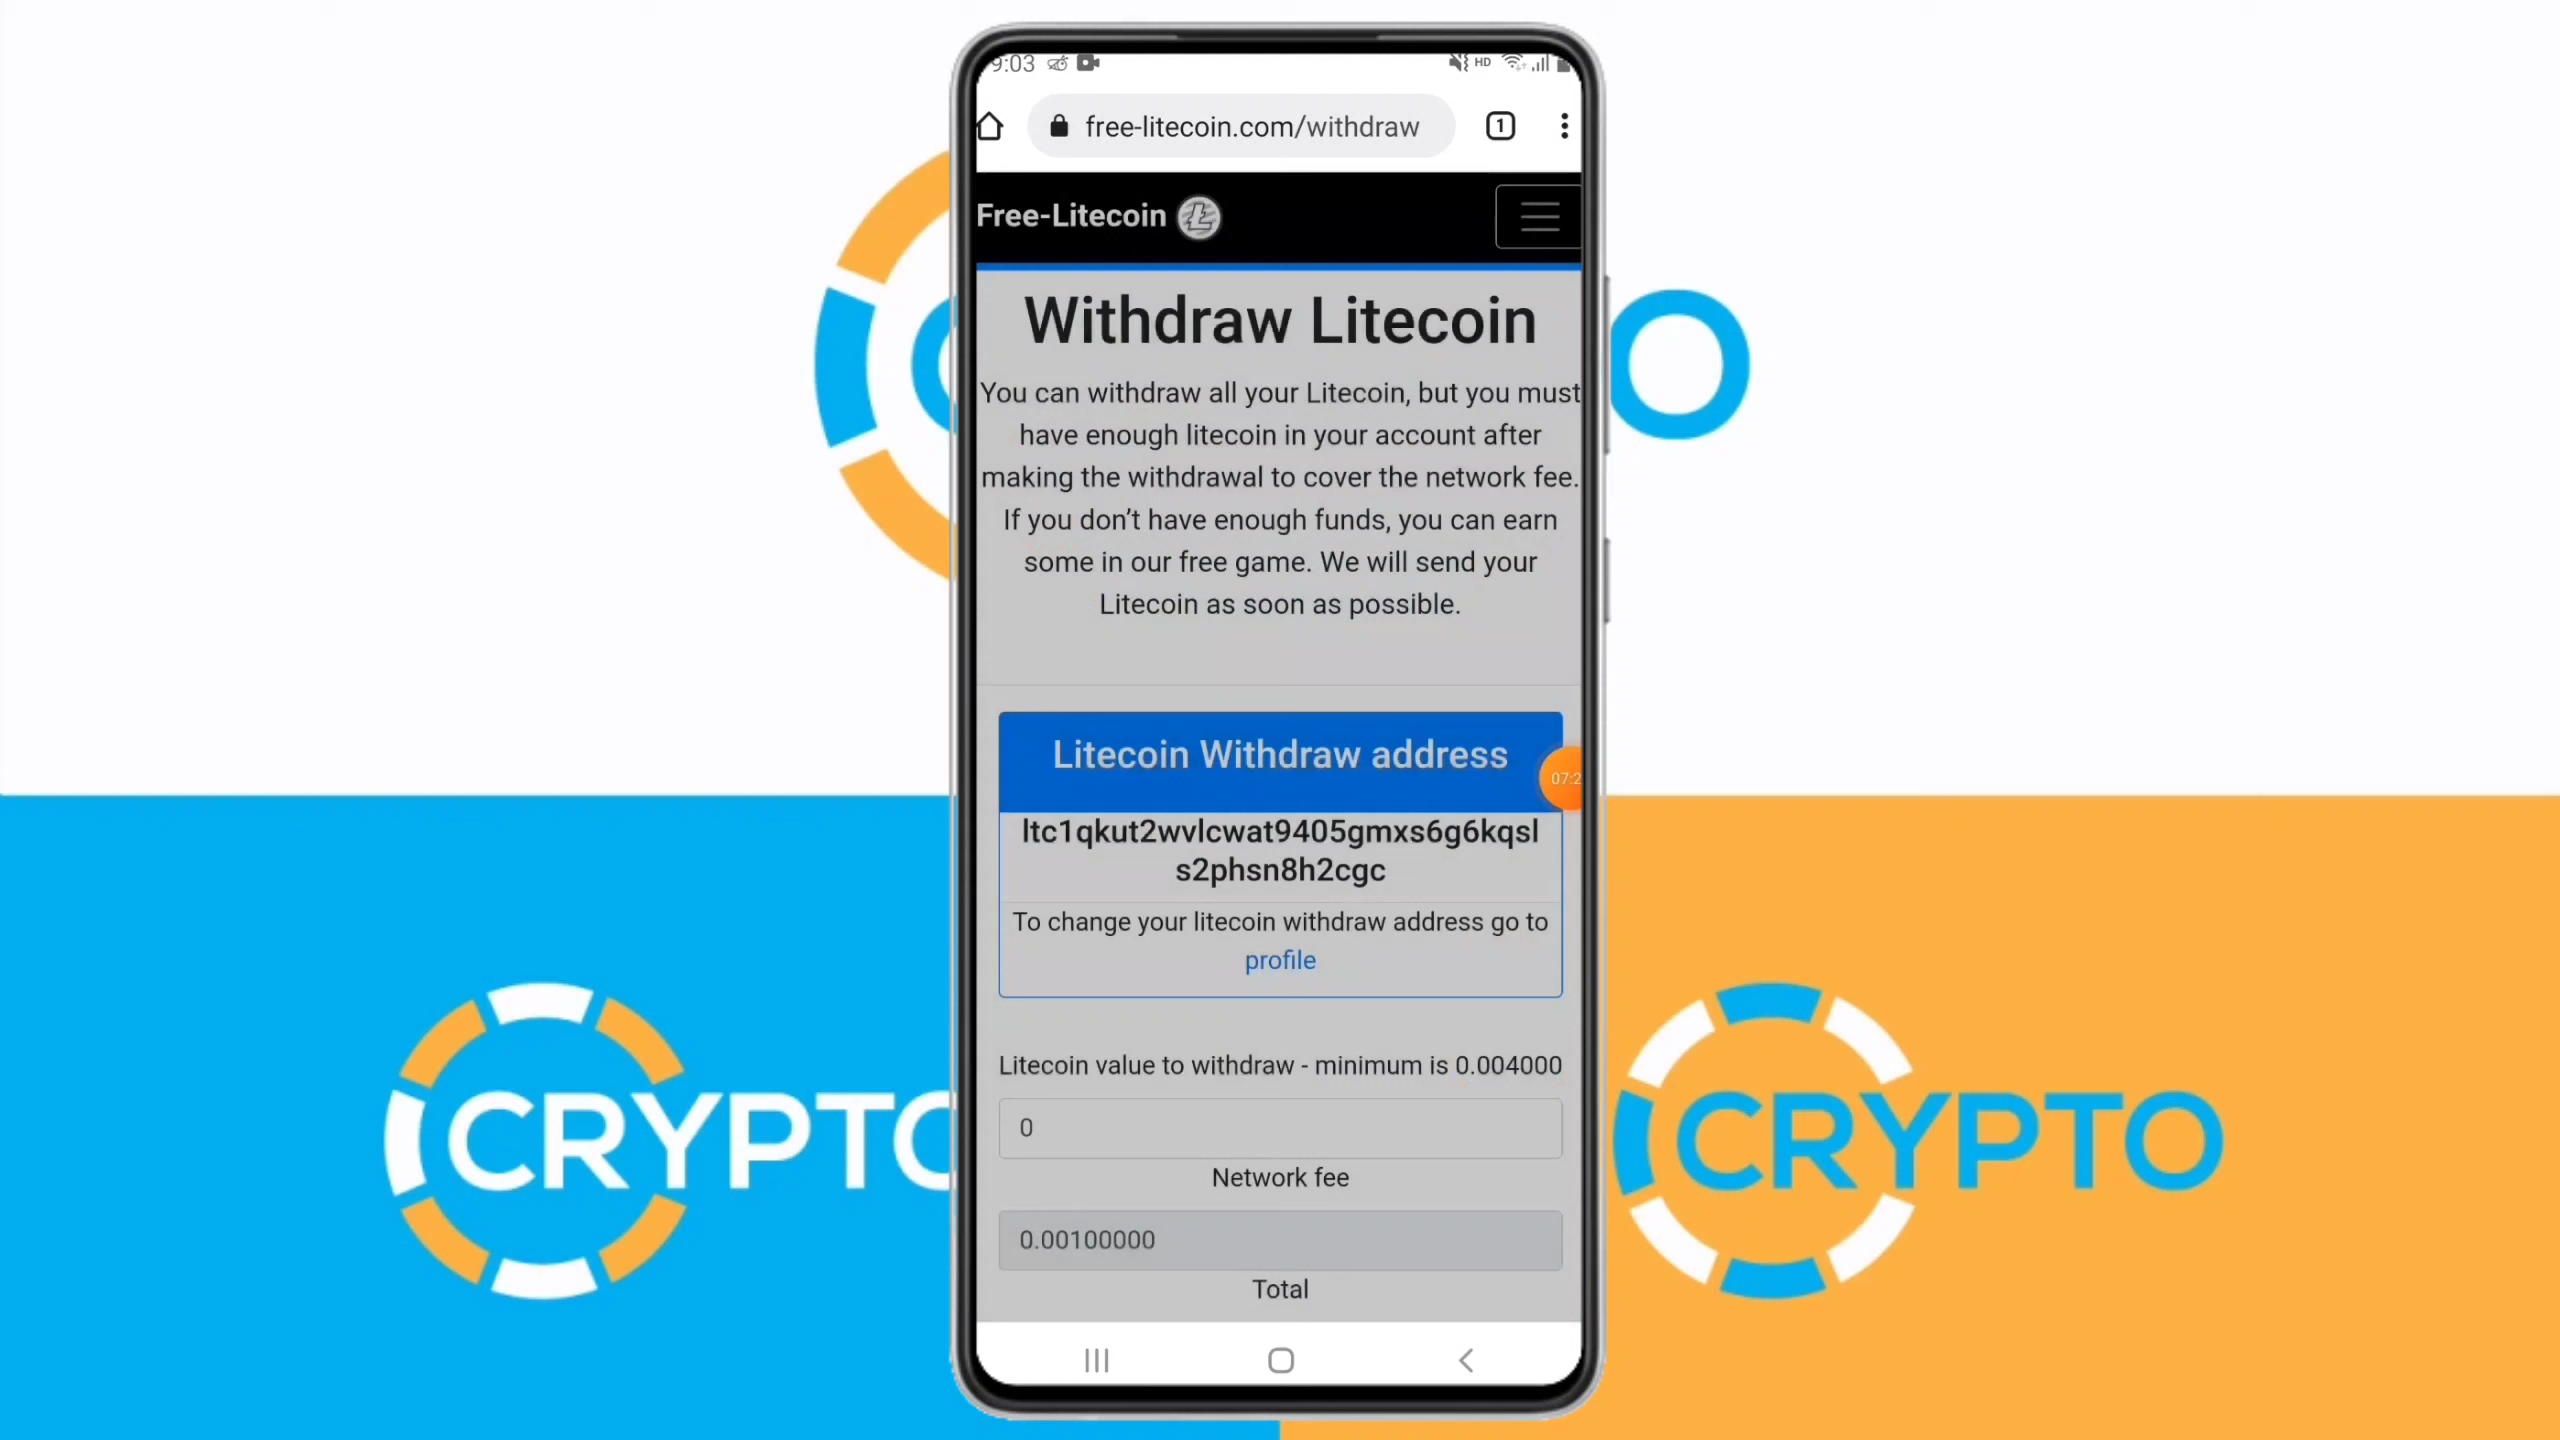 9:03
HD
free-litecoin.com/withdraw
1
Free-Litecoin
Withdraw Litecoin
You can withdraw all your Litecoin, but you must
have enough litecoin in your account after
making the withdrawal to cover the network fee.
If you don't have enough funds, you can earn
some in our free game. We will send your
Litecoin as soon as possible.
Litecoin Withdraw address
07:2
ltc1qkut2wvlcwat9405gmxs6g6kqsl
s2phsn8h2cgc
To change your litecoin withdraw address go to
profile
Litecoin value to withdraw - minimum is 0.004000
0
Network fee
0.00100000
Total
CRYPTO
CRYPTO